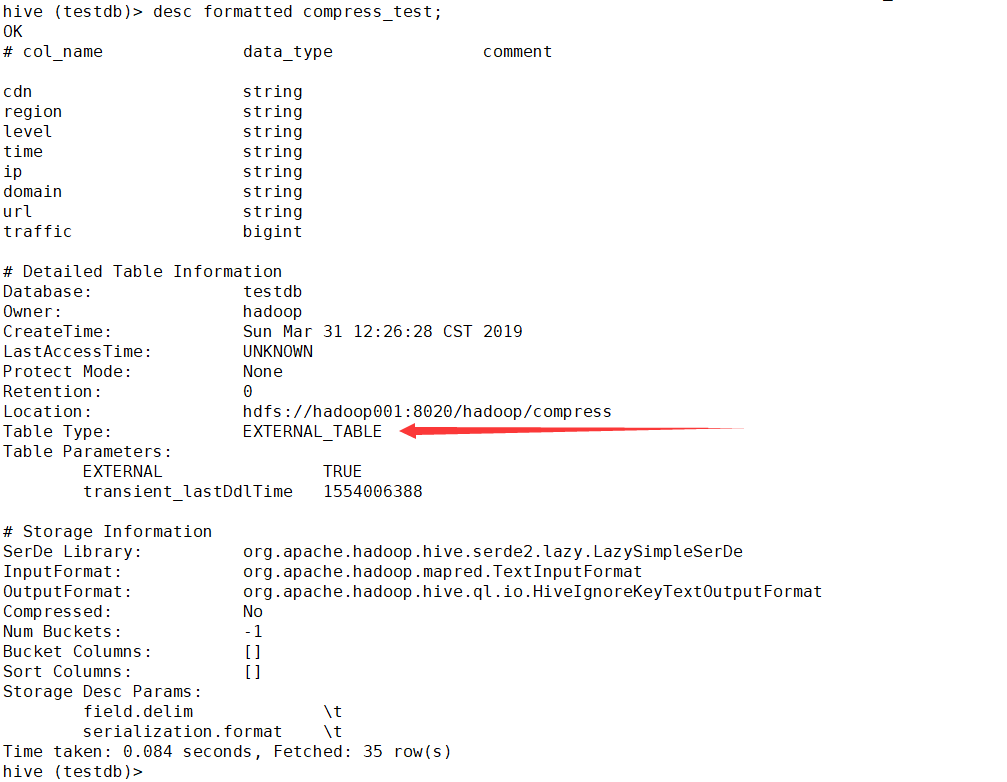 hive (testdb)> desc formatted compress_test;
OK
# col_name data_type comment
cdn string
region string
level string
time string
ip string
domain string
url string
traffic bigint
# Detailed Table Information
Database: testdb
Owner: hadoop
CreateTime: Sun Mar 31 12:26:28 CST 2019
LastAccessTime: UNKNOWN
Protect Mode: None
Retention: 0
Location: hdfs://hadoop001:8020/hadoop/compress
Table Type: EXTERNAL_TABLE
Table Parameters:
EXTERNAL TRUE
transient_lastDdlTime 1554006388
# Storage Information
SerDe Library: org.apache.hadoop.hive.serde2.lazy.LazySimpleSerDe
InputFormat: org.apache.hadoop.mapred.TextInputFormat
OutputFormat: org.apache.hadoop.hive.ql.io.HiveIgnoreKeyTextOutputFormat
Compressed: No
Num Buckets: -1
Bucket Columns: []
Sort Columns: []
Storage Desc Params:
field.delim \t
serialization.format \t
Time taken: 0.084 seconds, Fetched: 35 row(s)
hive (testdb)>